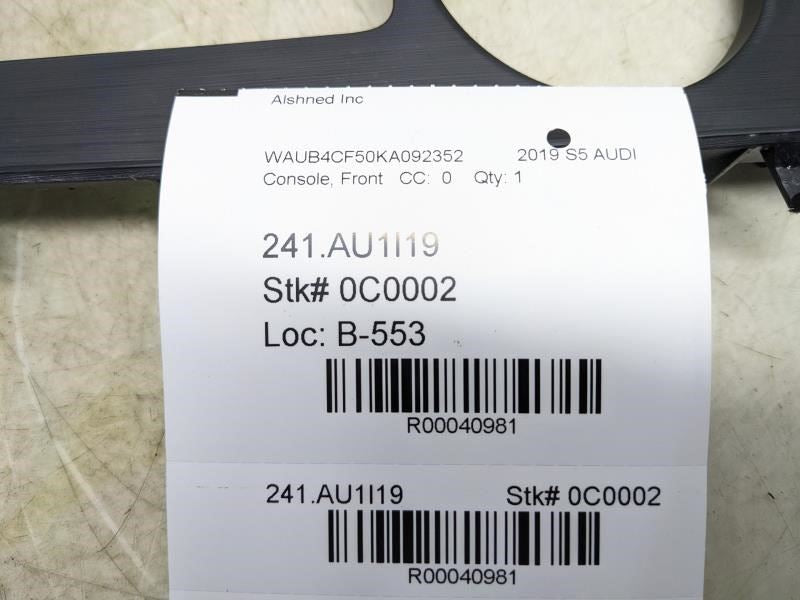 Alshned Inc
WAUB4CF50KA092352 2019 S5 AUDI
Console, Front CC: 0 Qty: 1
241.AU1I19
Stk# 0C0002
Loc: B-553
R00040981
241.AU1I19 Stk# 0C0002
R00040981